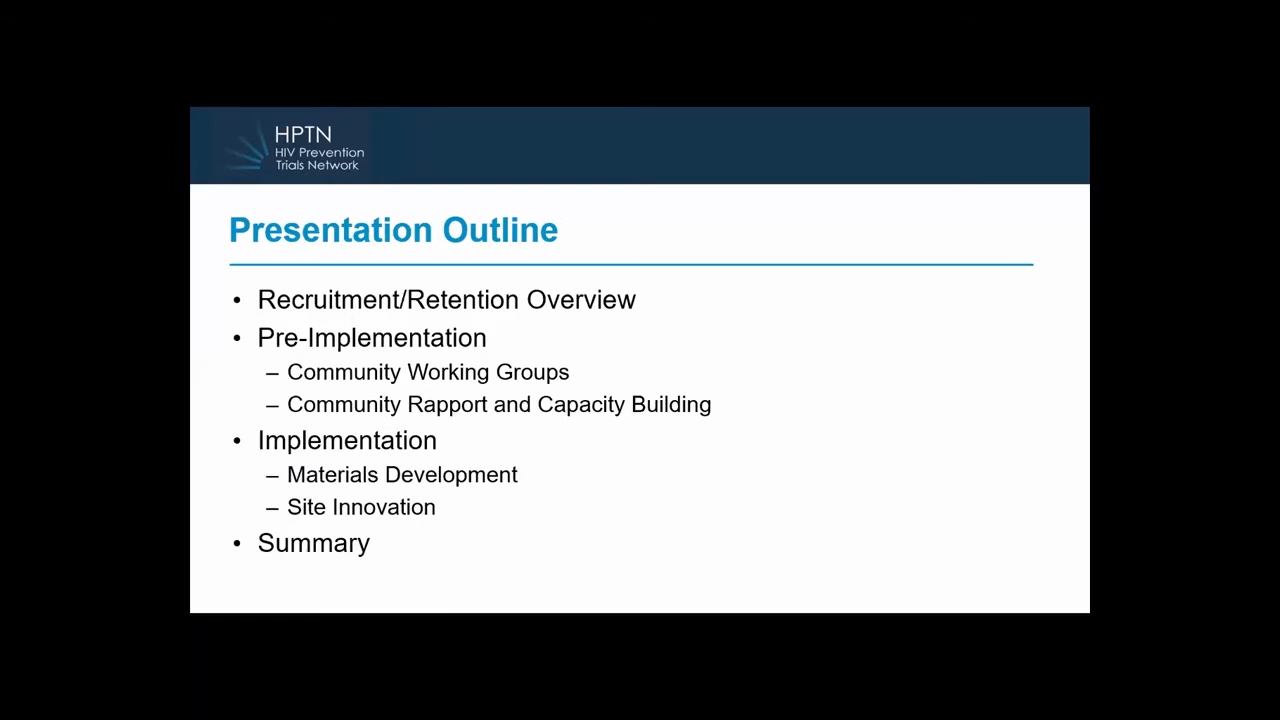 HPTN
HIV Prevention
Trials Network
Presentation Outline
• Recruitment/Retention Overview
• Pre-Implementation
– Community Working Groups
– Community Rapport and Capacity Building
• Implementation
– Materials Development
– Site Innovation
• Summary